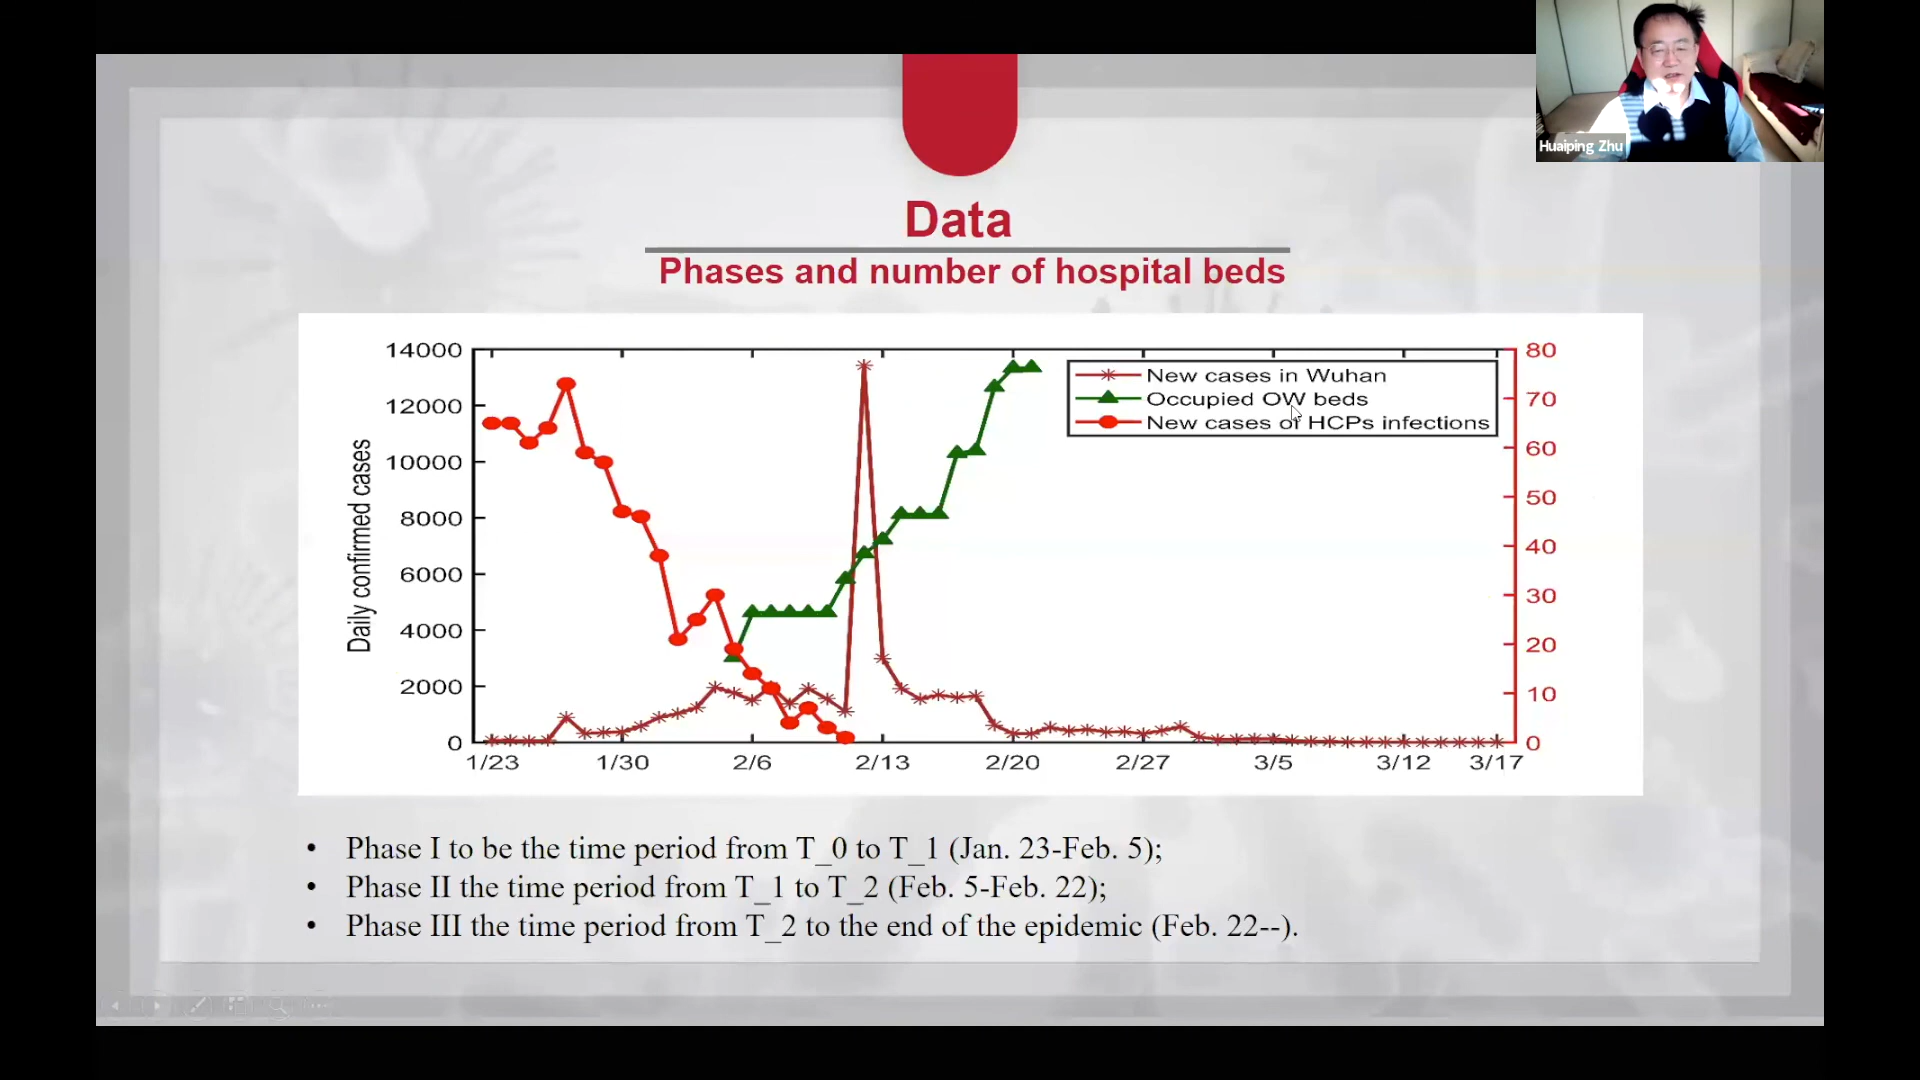 Huaiping Zhu
Data
Phases and number of hospital beds
14000
12000
10000
8000
6000
4000
2000
0
Daily confirmed cases
New cases in Wuhan
Occupied OW beds
New cases of HCPs infections
80
70
60
50
40
30
20
10
0
1/23 1/30 2/6 2/13 2/20 2/27 3/5 3/12 3/17
• Phase I to be the time period from T_0 to T_1 (Jan. 23-Feb. 5);
• Phase II the time period from T_1 to T_2 (Feb. 5-Feb. 22);
• Phase III the time period from T_2 to the end of the epidemic (Feb. 22--).